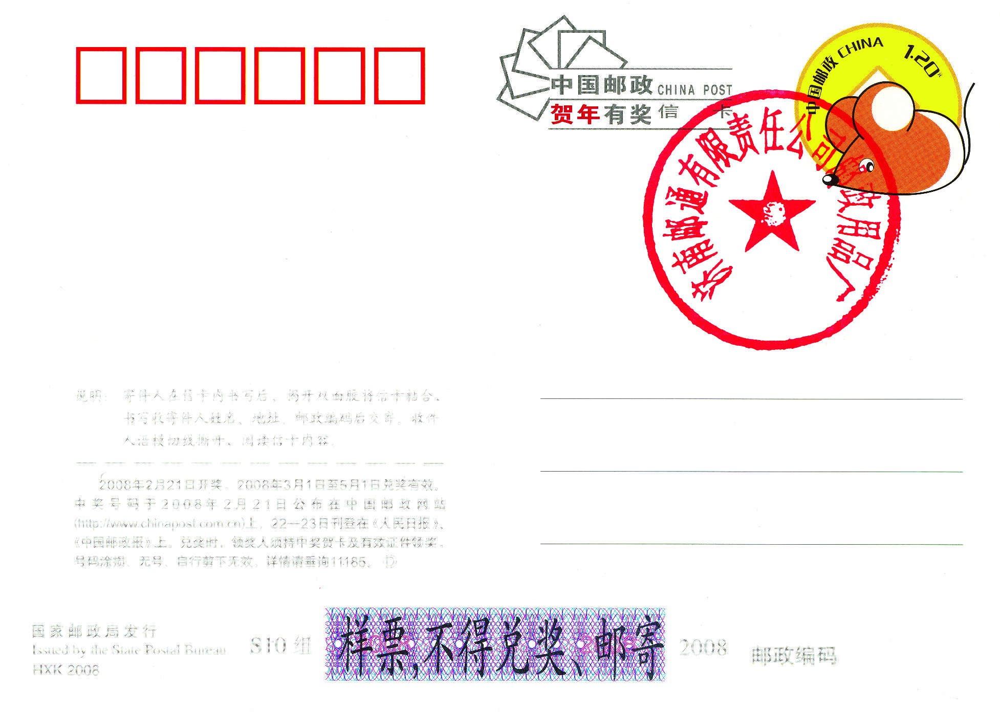 中国邮政 CHINA POST
贺年有奖信 卡
中国邮政 CHINA
1.20元
济南邮通有限责任公司邮政用品厂
说明：寄件人在信卡内书写后，揭开双面胶将信卡粘合、
书写收寄件人姓名、地址、邮政编码后交寄。收件
人沿模切线撕开、阅读信卡内容。
2008年2月21日开奖。2008年3月1日至5月1日兑奖有效。
中奖号码于2008年2月21日公布在中国邮政网站
(http://www.chinapost.com.cn)上，22—23日刊登在《人民日报》、
《中国邮政报》上。兑奖时，领奖人须持中奖贺卡及有效证件领奖。
号码涂损、无号、自行剪下无效。详情请垂询11185。 Ⓓ
国家邮政局发行
Issued by the State Postal Bureau
HXK 2008
S10 组
样票,不得兑奖、邮寄
2008
邮政编码